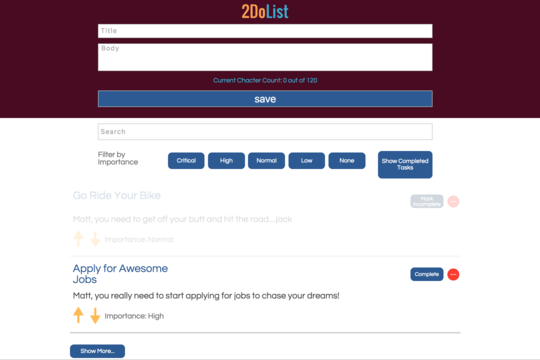 2DoList
Title
Body
Current Chacter Count: 0 out of 120
save
Search
Filter by
Importance
Critical
High
Normal
Low
None
Show Completed
Tasks
Go Ride Your Bike
Mark
Incomplete
Matt, you need to get off your butt and hit the road...jack
Importance: Normal
Apply for Awesome
Jobs
Complete
Matt, you really need to start applying for jobs to chase your dreams!
Importance: High
Show More...